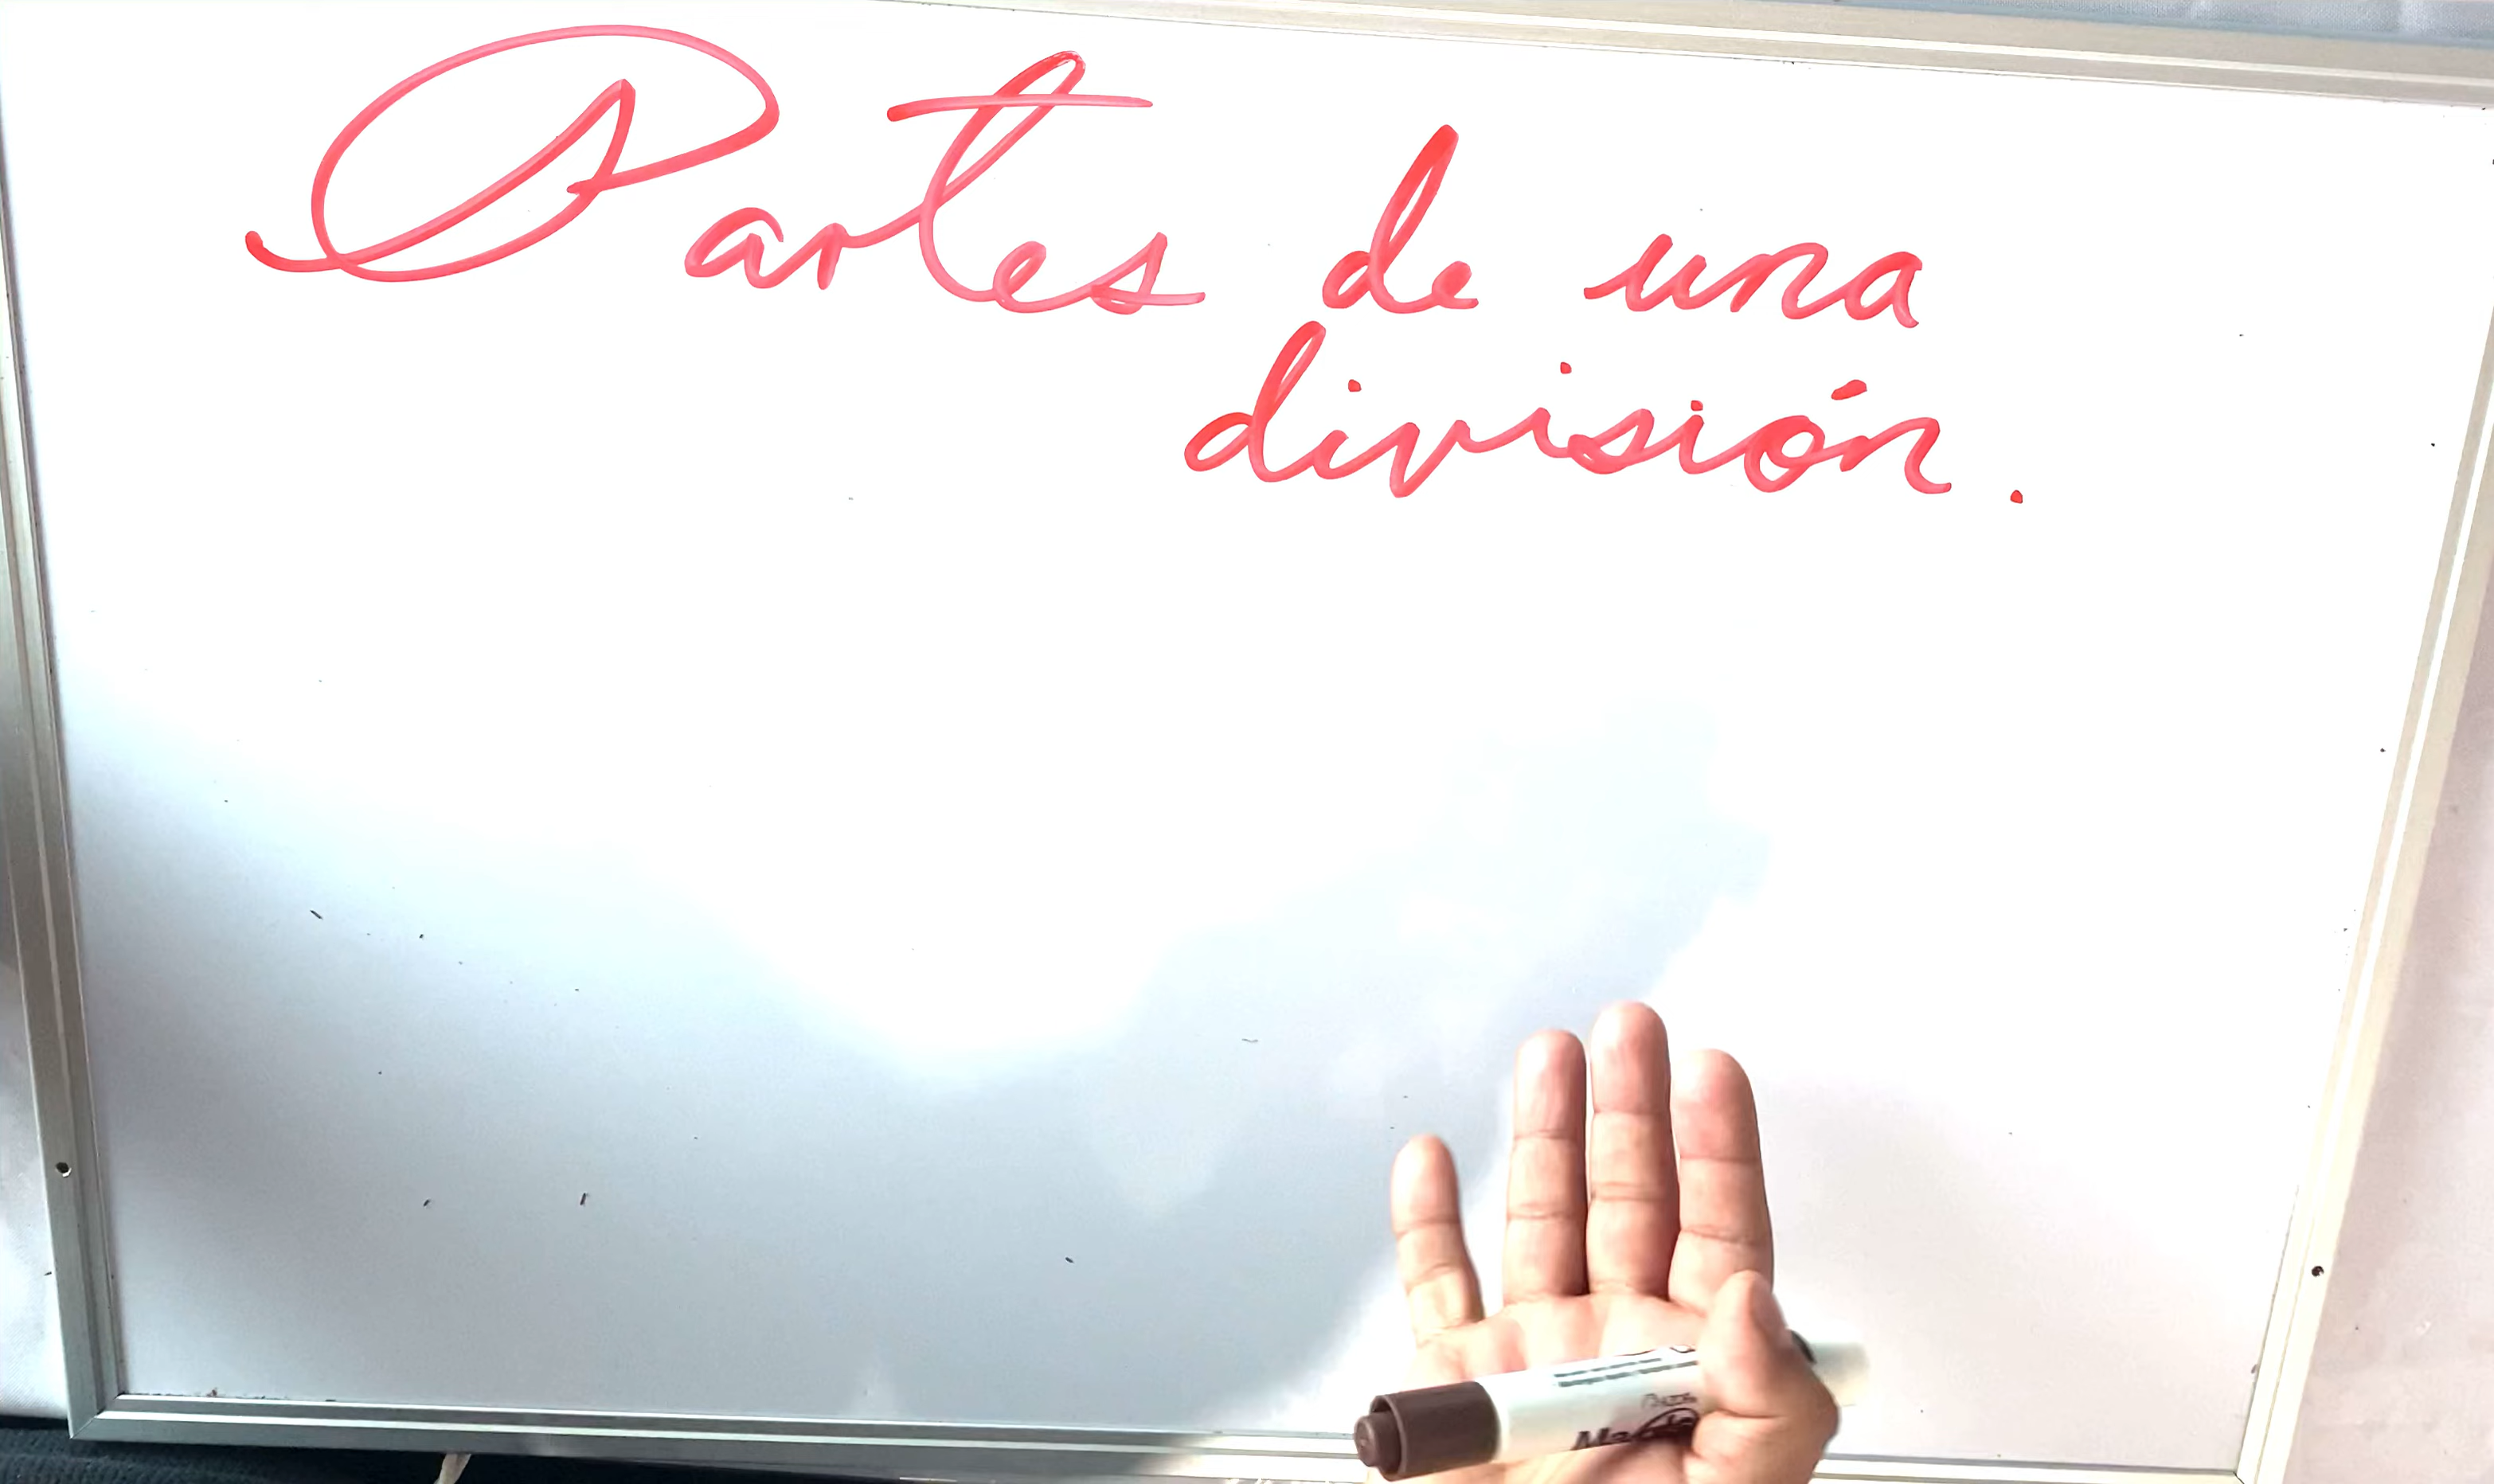 Partes de una
división.